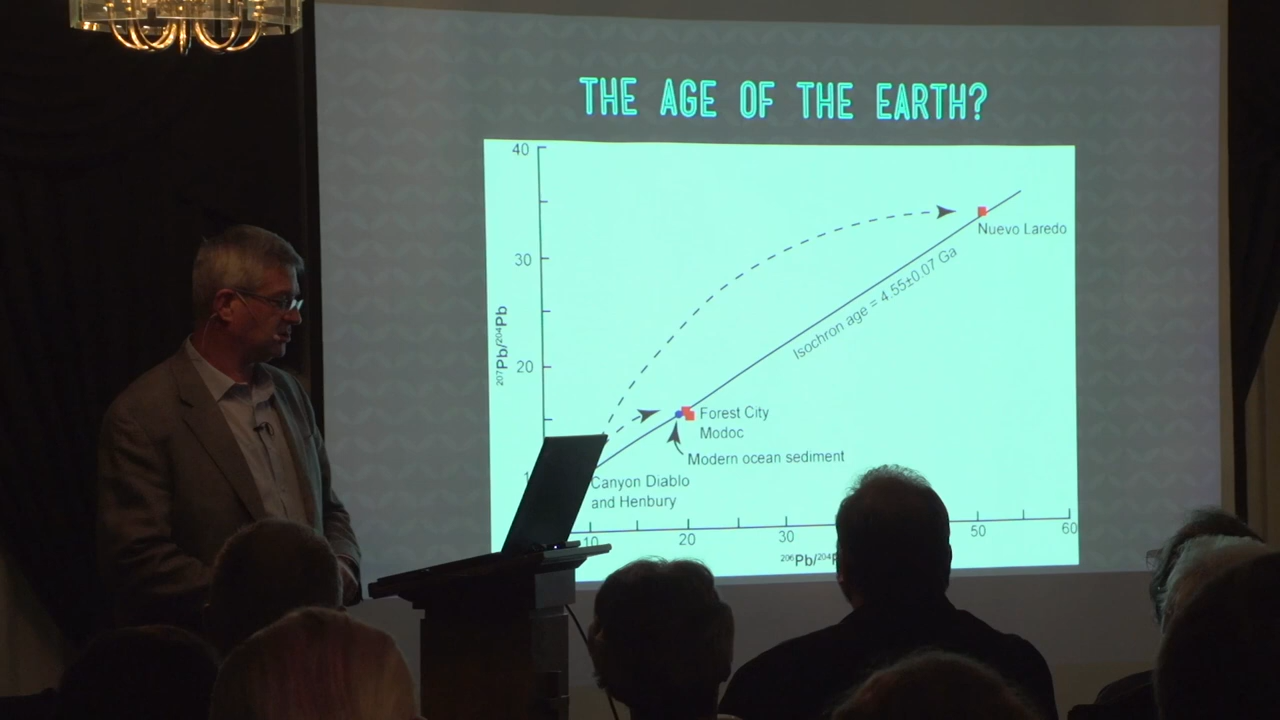 THE AGE OF THE EARTH?
40
30
20
²⁰⁷Pb/²⁰⁴Pb
Nuevo Laredo
Isochron age = 4.55±0.07 Ga
Forest City
Modoc
Modern ocean sediment
Canyon Diablo
and Henbury
10
20
30
50
60
²⁰⁶Pb/²⁰⁴